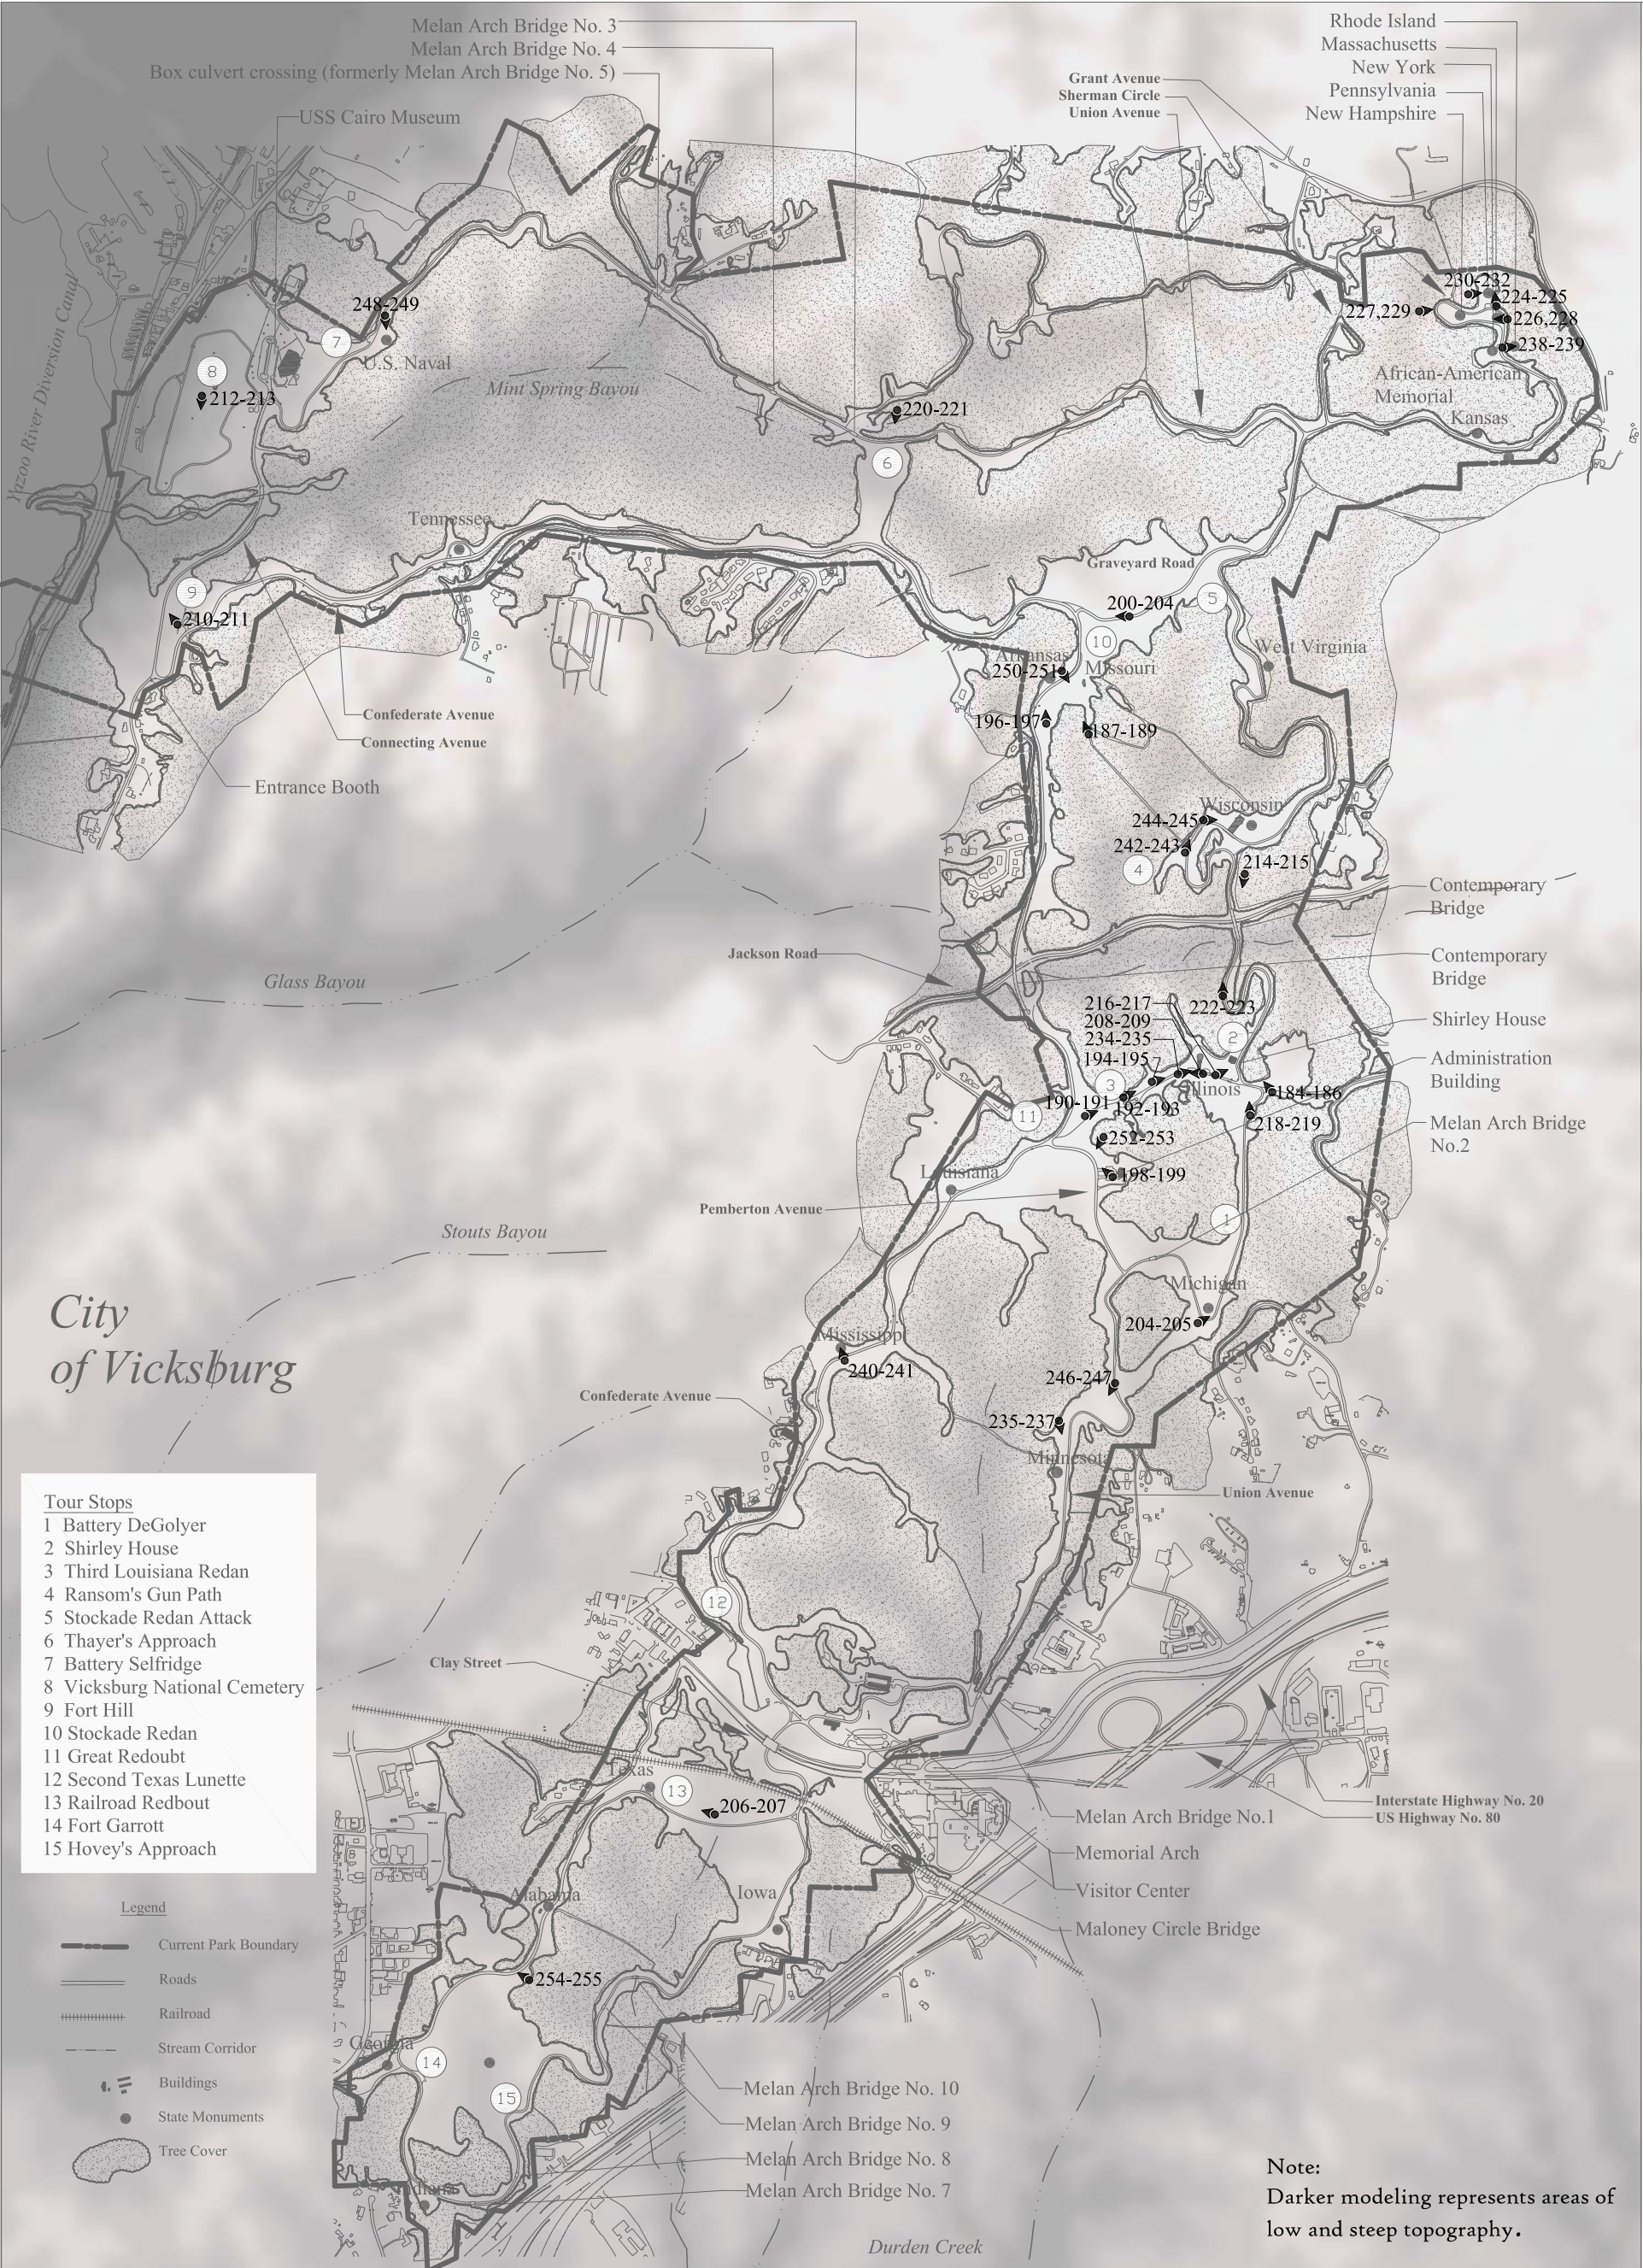 Melan Arch Bridge No. 3
Melan Arch Bridge No. 4
Box culvert crossing (formerly Melan Arch Bridge No. 5)
USS Cairo Museum
Grant Avenue
Sherman Circle
Union Avenue
Rhode Island
Massachusetts
New York
Pennsylvania
New Hampshire
Yazoo River Diversion Canal
248-249
7
U.S. Naval
8
212-213
Mint Spring Bayou
220-221
6
230-232
224-225
227,229
226,228
238-239
African-American
Memorial
Kansas
Tennessee
9
210-211
Graveyard Road
5
200-204
10
Arkansas
Missouri
250-251
West Virginia
196-197
187-189
Confederate Avenue
Connecting Avenue
Entrance Booth
Wisconsin
244-245
242-243
4
214-215
Contemporary
Bridge
Jackson Road
Contemporary
Bridge
Glass Bayou
216-217
208-209
234-235
194-195
222-223
2
Shirley House
Administration
Building
3
Illinois
184-186
190-191
192-193
11
218-219
Melan Arch Bridge
No.2
252-253
Louisiana
198-199
Pemberton Avenue
1
Stouts Bayou
City
of Vicksburg
Michigan
204-205
Mississippi
240-241
246-247
Confederate Avenue
235-237
Minnesota
Union Avenue
Tour Stops
1 Battery DeGolyer
2 Shirley House
3 Third Louisiana Redan
4 Ransom's Gun Path
5 Stockade Redan Attack
6 Thayer's Approach
7 Battery Selfridge
8 Vicksburg National Cemetery
9 Fort Hill
10 Stockade Redan
11 Great Redoubt
12 Second Texas Lunette
13 Railroad Redbout
14 Fort Garrott
15 Hovey's Approach
12
Clay Street
Texas
13
206-207
Interstate Highway No. 20
US Highway No. 80
Melan Arch Bridge No.1
Memorial Arch
Visitor Center
Maloney Circle Bridge
Alabama
Iowa
254-255
Legend
Current Park Boundary
Roads
Railroad
Stream Corridor
Buildings
State Monuments
Tree Cover
Georgia
14
15
Indiana
Melan Arch Bridge No. 10
Melan Arch Bridge No. 9
Melan Arch Bridge No. 8
Melan Arch Bridge No. 7
Durden Creek
Note:
Darker modeling represents areas of
low and steep topography.